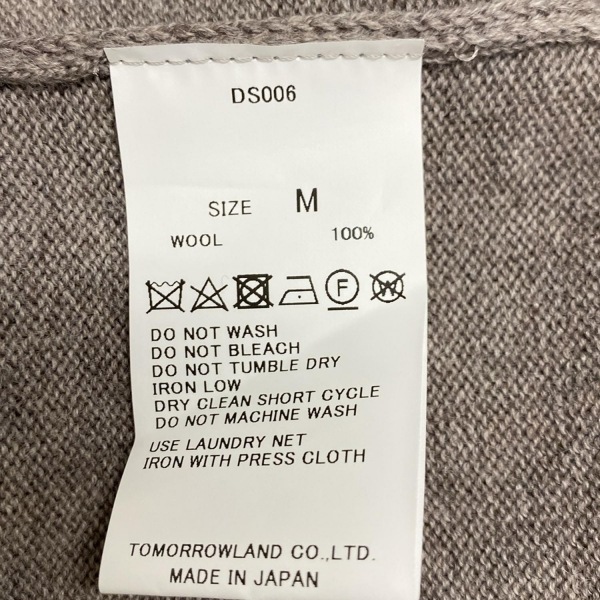 DS006
SIZE M
WOOL 100%
F W
DO NOT WASH
DO NOT BLEACH
DO NOT TUMBLE DRY
IRON LOW
DRY CLEAN SHORT CYCLE
DO NOT MACHINE WASH
USE LAUNDRY NET
IRON WITH PRESS CLOTH
TOMORROWLAND CO.,LTD.
MADE IN JAPAN